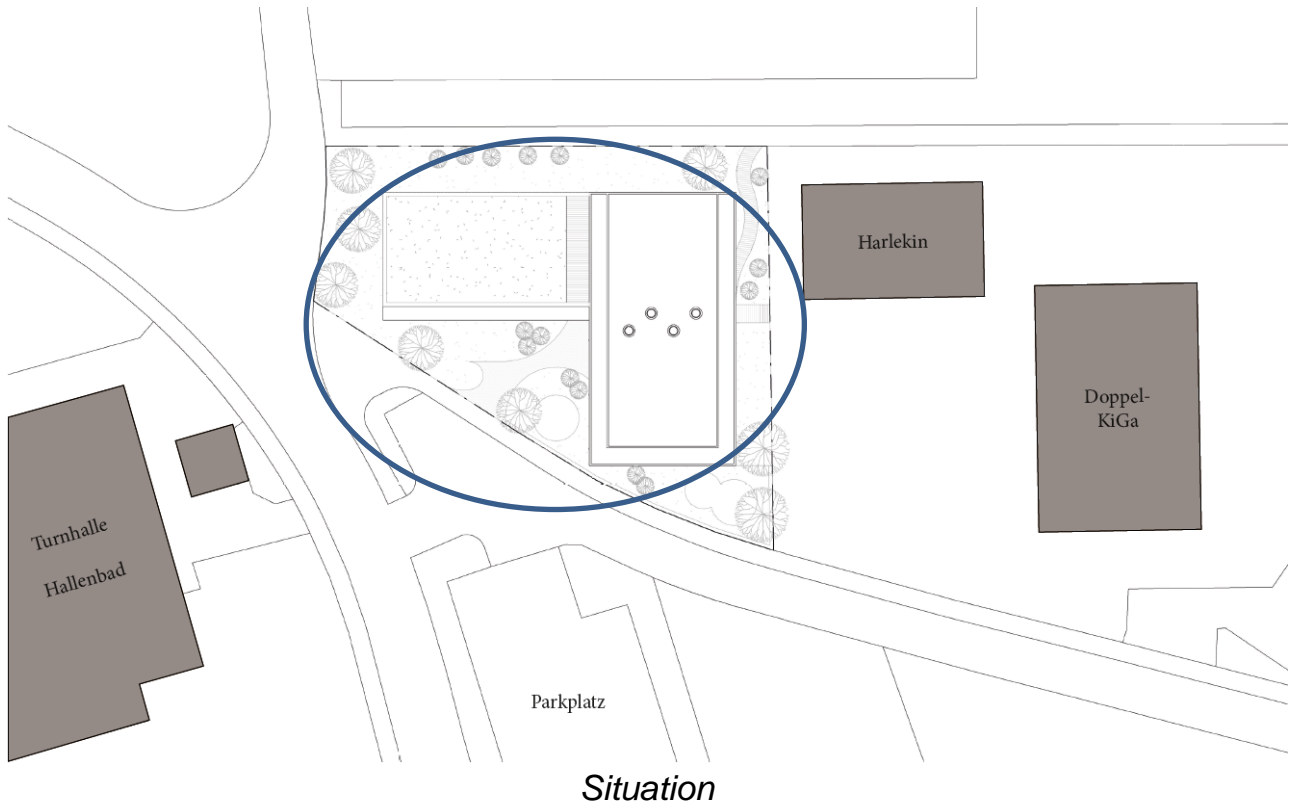 Harlekin
Doppel-
KiGa
Turnhalle
Hallenbad
Parkplatz
Situation